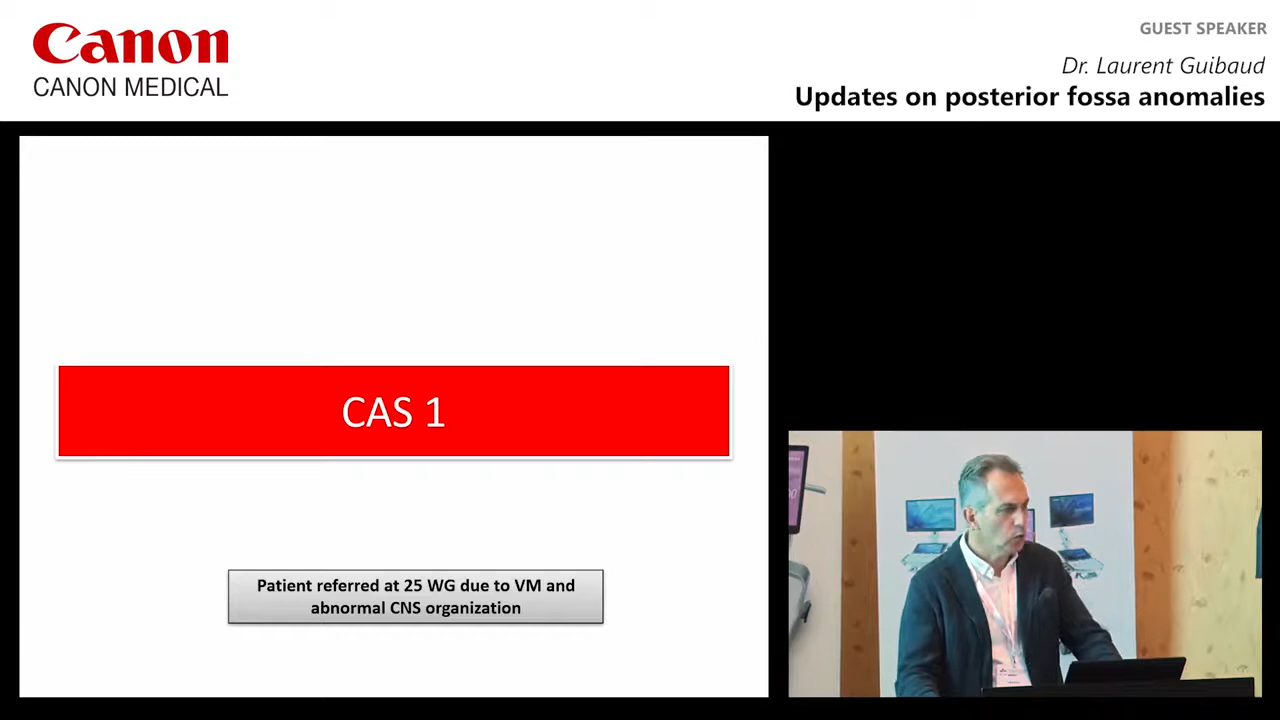 Canon
CANON MEDICAL
GUEST SPEAKER
Dr. Laurent Guibaud
Updates on posterior fossa anomalies
CAS 1
Patient referred at 25 WG due to VM and
abnormal CNS organization